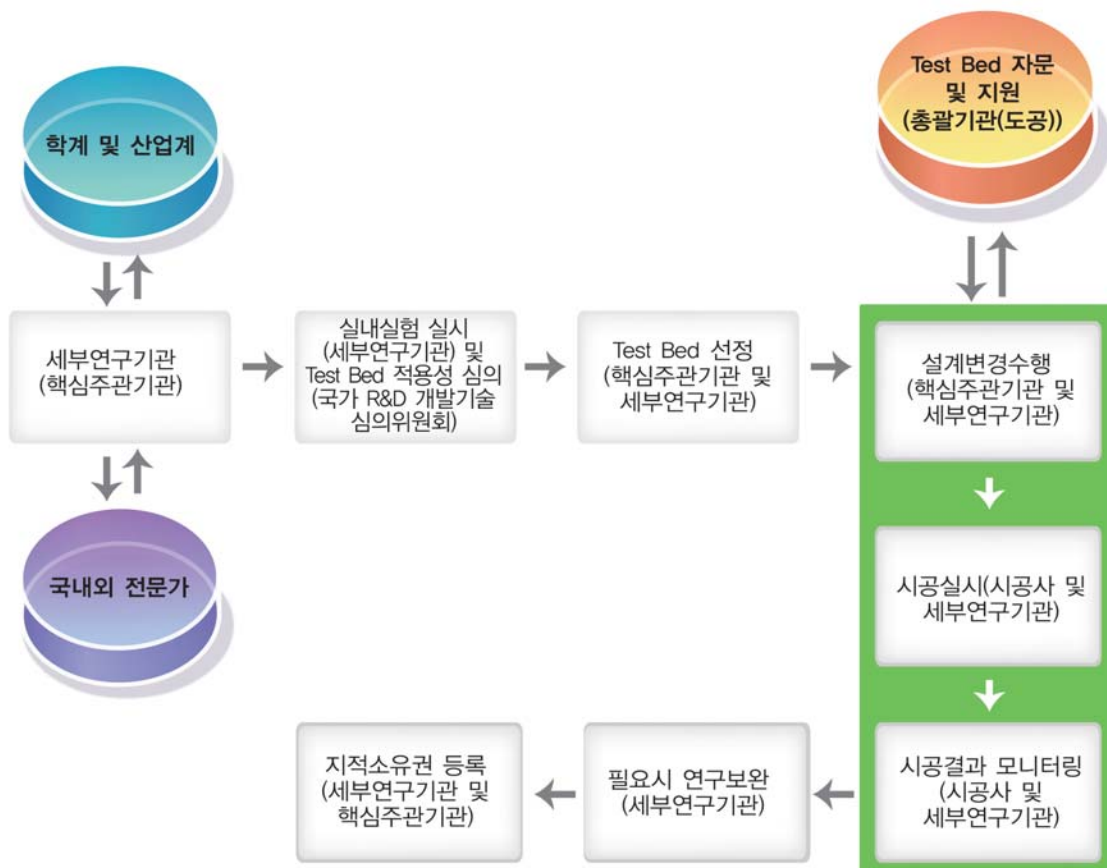 학계 및 산업계
Test Bed 자문
및 지원
(총괄기관(도공))
세부연구기관
(핵심주관기관)
실내실험 실시
(세부연구기관) 및
Test Bed 적용성 심의
(국가 R&D 개발기술
심의위원회)
Test Bed 선정
(핵심주관기관 및
세부연구기관)
설계변경수행
(핵심주관기관 및
세부연구기관)
국내외 전문가
시공실시(시공사 및
세부연구기관)
시공결과 모니터링
(시공사 및
세부연구기관)
필요시 연구보완
(세부연구기관)
지적소유권 등록
(세부연구기관 및
핵심주관기관)